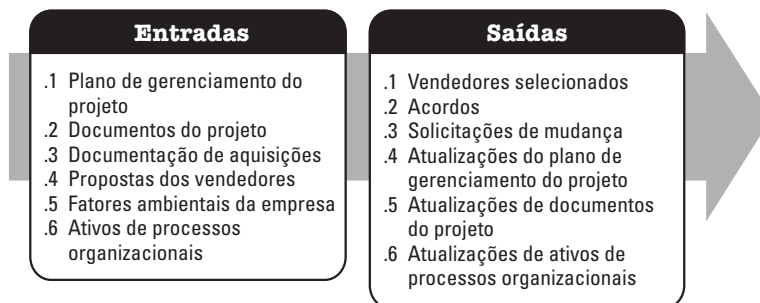 Entradas
.1 Plano de gerenciamento do
projeto
.2 Documentos do projeto
.3 Documentação de aquisições
.4 Propostas dos vendedores
.5 Fatores ambientais da empresa
.6 Ativos de processos
organizacionais
Saídas
.1 Vendedores selecionados
.2 Acordos
.3 Solicitações de mudança
.4 Atualizações do plano de
gerenciamento do projeto
.5 Atualizações de documentos
do projeto
.6 Atualizações de ativos de
processos organizacionais